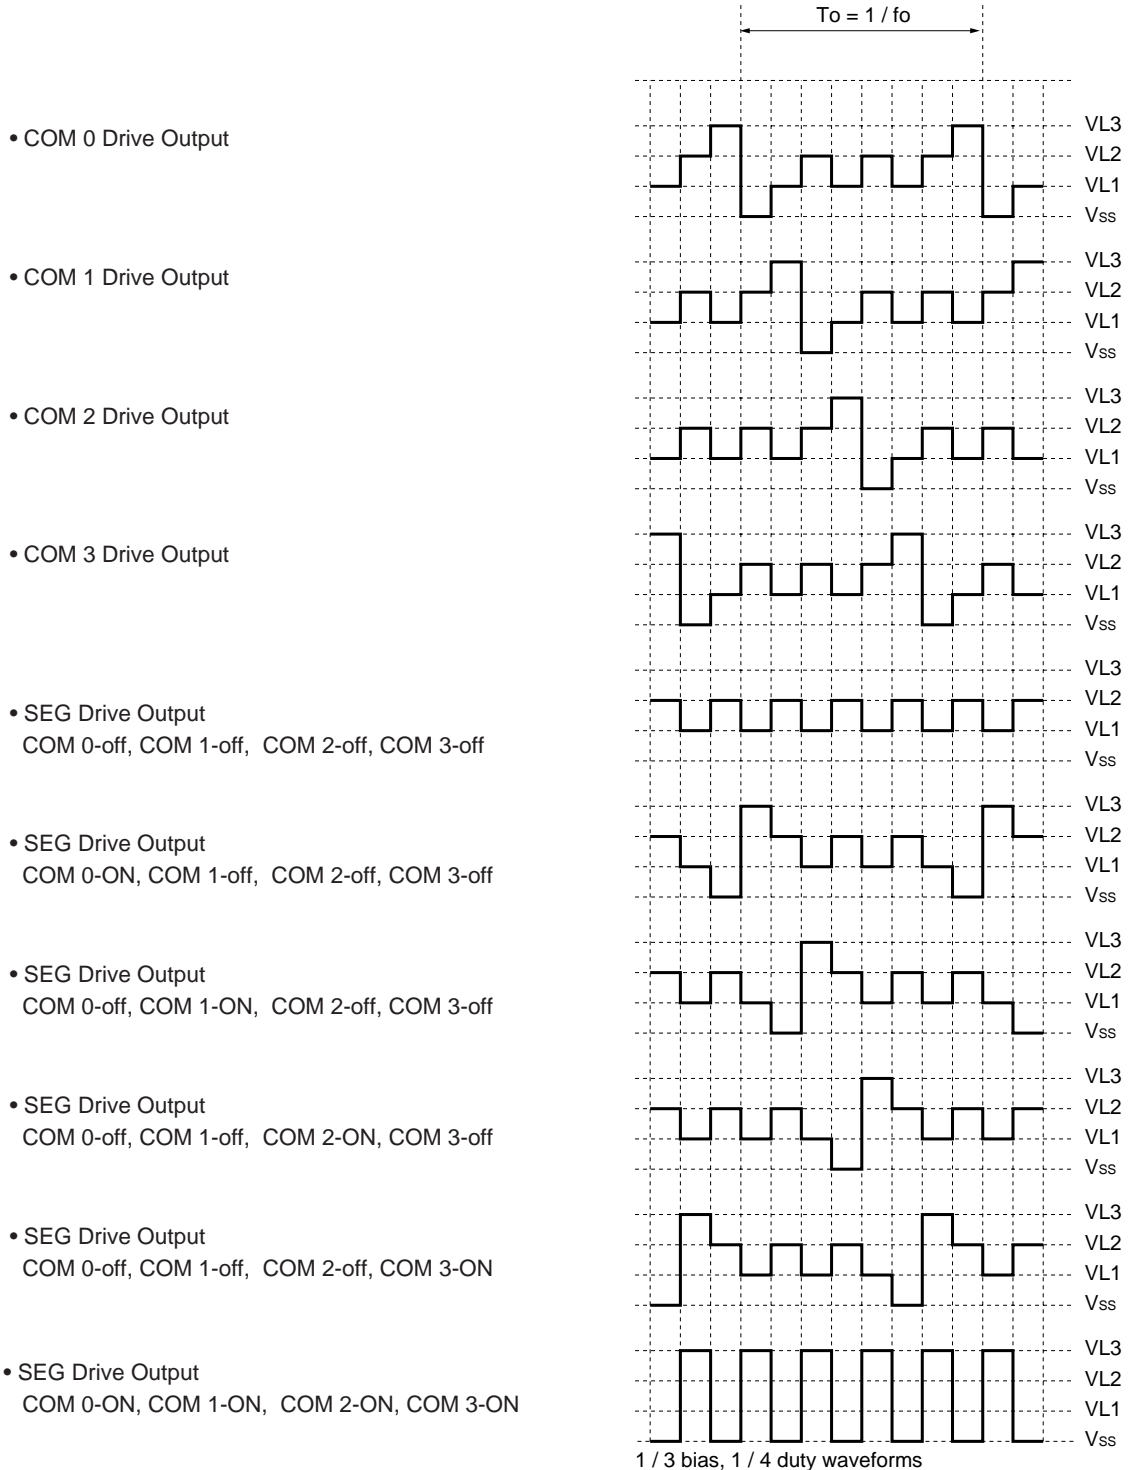 To = 1 / fo
• COM 0 Drive Output
VL3
VL2
VL1
Vss
• COM 1 Drive Output
VL3
VL2
VL1
Vss
• COM 2 Drive Output
VL3
VL2
VL1
Vss
• COM 3 Drive Output
VL3
VL2
VL1
Vss
• SEG Drive Output
COM 0-off, COM 1-off, COM 2-off, COM 3-off
VL3
VL2
VL1
Vss
• SEG Drive Output
COM 0-ON, COM 1-off, COM 2-off, COM 3-off
VL3
VL2
VL1
Vss
• SEG Drive Output
COM 0-off, COM 1-ON, COM 2-off, COM 3-off
VL3
VL2
VL1
Vss
• SEG Drive Output
COM 0-off, COM 1-off, COM 2-ON, COM 3-off
VL3
VL2
VL1
Vss
• SEG Drive Output
COM 0-off, COM 1-off, COM 2-off, COM 3-ON
VL3
VL2
VL1
Vss
• SEG Drive Output
COM 0-ON, COM 1-ON, COM 2-ON, COM 3-ON
VL3
VL2
VL1
Vss
1 / 3 bias, 1 / 4 duty waveforms